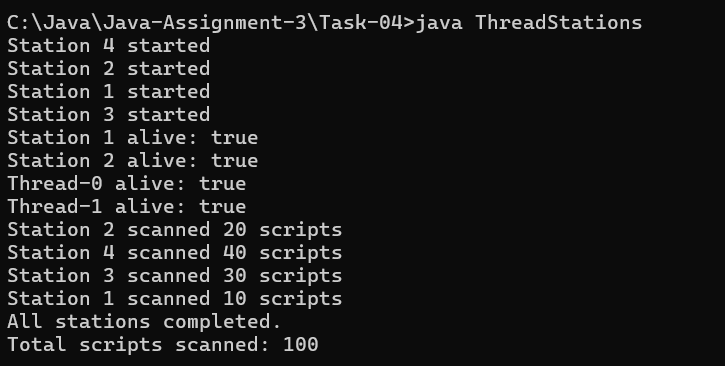 C:\Java\Java-Assignment-3\Task-04>java ThreadStations
Station 4 started
Station 2 started
Station 1 started
Station 3 started
Station 1 alive: true
Station 2 alive: true
Thread-0 alive: true
Thread-1 alive: true
Station 2 scanned 20 scripts
Station 4 scanned 40 scripts
Station 3 scanned 30 scripts
Station 1 scanned 10 scripts
All stations completed.
Total scripts scanned: 100